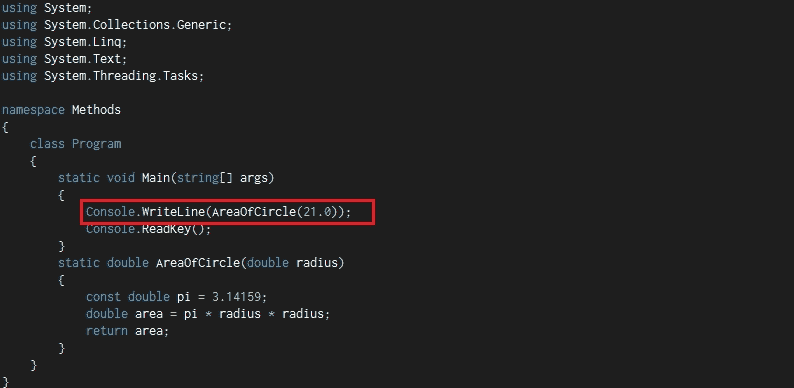 using System;
using System.Collections.Generic;
using System.Linq;
using System.Text;
using System.Threading.Tasks;
namespace Methods
{
class Program
{
static void Main(string[] args)
{
Console.WriteLine(AreaOfCircle(21.0));
Console.ReadKey();
}
static double AreaOfCircle(double radius)
{
const double pi = 3.14159;
double area = pi * radius * radius;
return area;
}
}
}